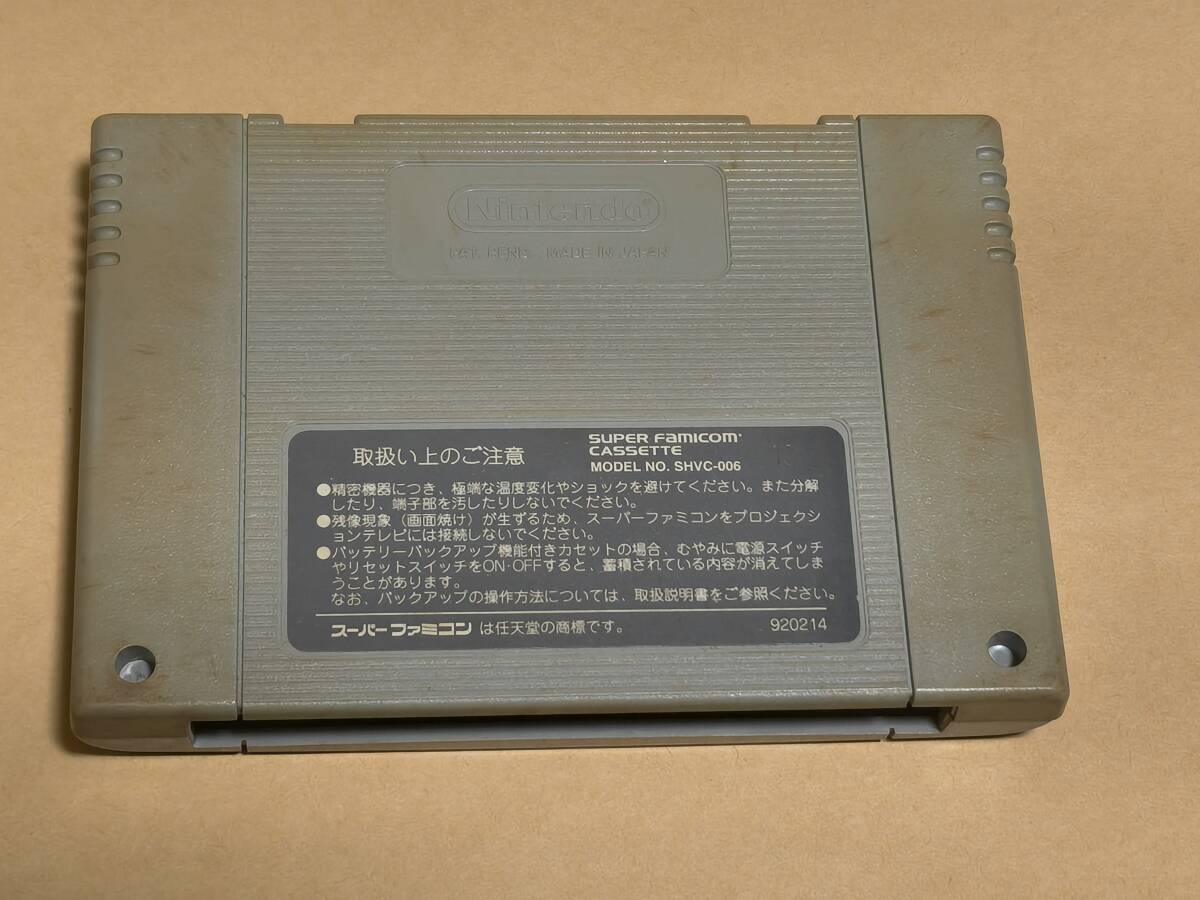 Nintendo
PAT. PEND. MADE IN JAPAN
取扱い上のご注意
SUPER FAMICOM
CASSETTE
MODEL NO. SHVC-006
●精密機器につき、極端な温度変化やショックを避けてください。また分解
したり、端子部を汚したりしないでください。
●残像現象（画面焼け）が生ずるため、スーパーファミコンをプロジェクシ
ョンテレビには接続しないでください。
●バッテリーバックアップ機能付きカセットの場合、むやみに電源スイッチ
やリセットスイッチをON·OFFすると、蓄積されている内容が消えてしま
うことがあります。
なお、バックアップの操作方法については、取扱説明書をご参照ください。
スーパーファミコン は任天堂の商標です。
920214